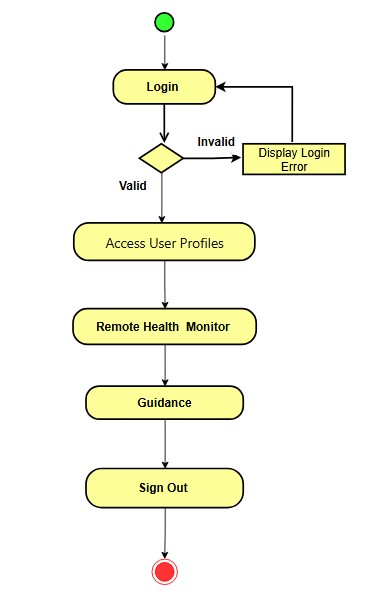 Login
Invalid
Display Login
Error
Valid
Access User Profiles
Remote Health  Monitor
Guidance
Sign Out